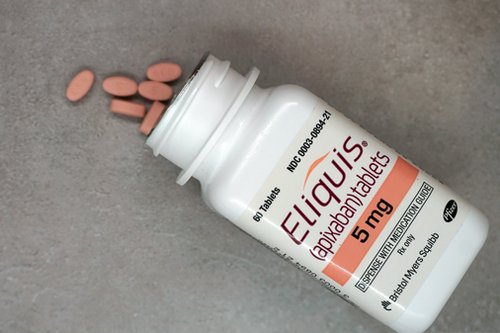 60 Tablets
NDC 0003-0894-21
Eliquis®
(apixaban)tablets
5 mg
DISPENSE WITH MEDICATION GUIDE
Rx only
Bristol Myers Squibb
Pfizer